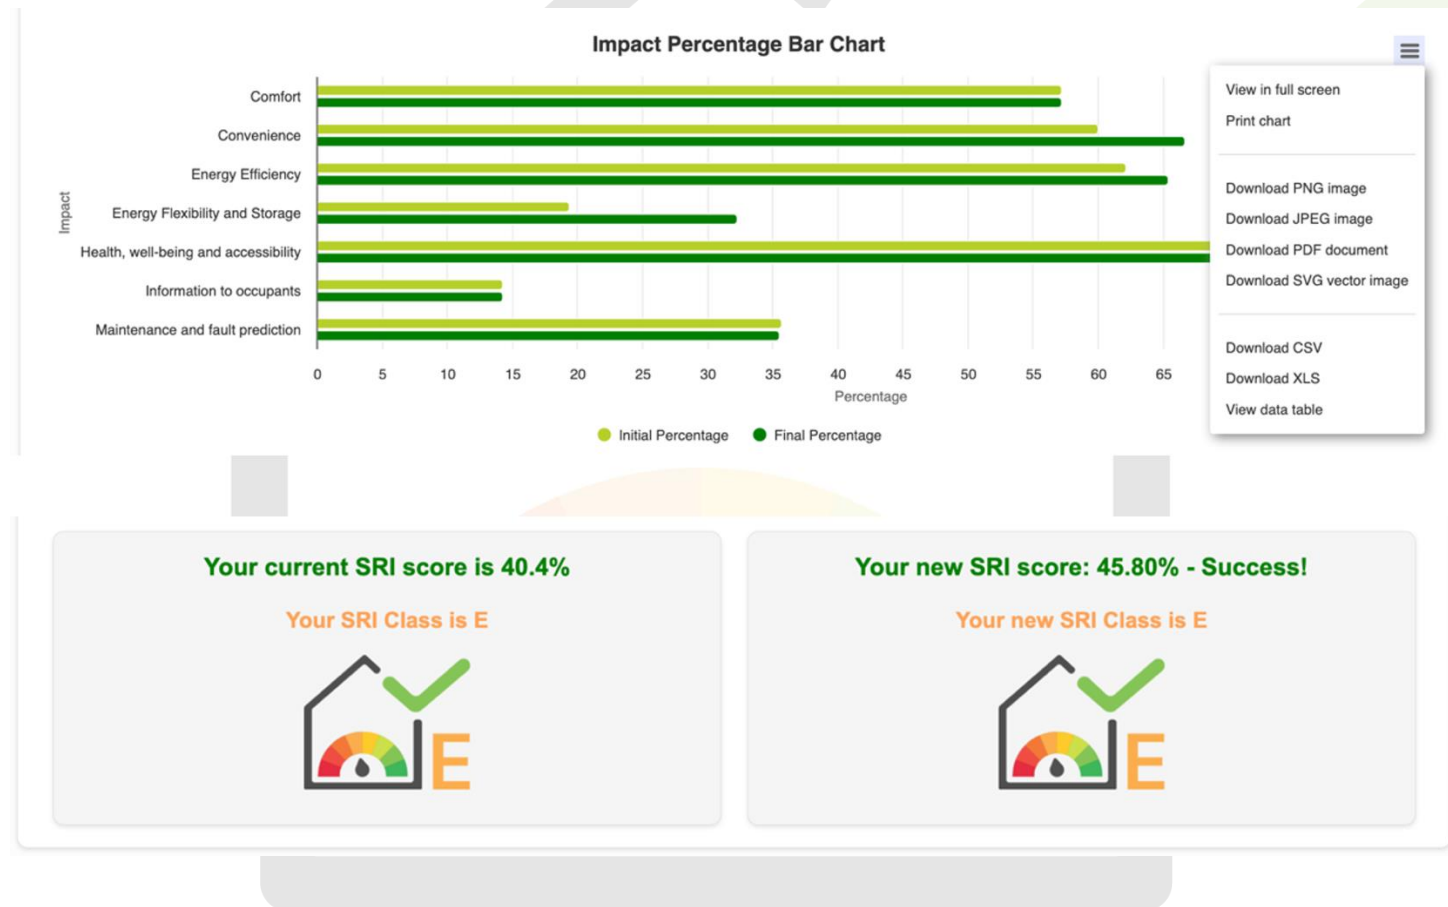 Impact Percentage Bar Chart
View in full screen
Print chart
Download PNG image
Download JPEG image
Download PDF document
Download SVG vector image
Download CSV
Download XLS
View data table
Impact
Comfort
Convenience
Energy Efficiency
Energy Flexibility and Storage
Health, well-being and accessibility
Information to occupants
Maintenance and fault prediction
0 5 10 15 20 25 30 35 40 45 50 55 60 65
Percentage
Initial Percentage Final Percentage
Your current SRI score is 40.4%
Your SRI Class is E
E
Your new SRI score: 45.80% - Success!
Your new SRI Class is E
E